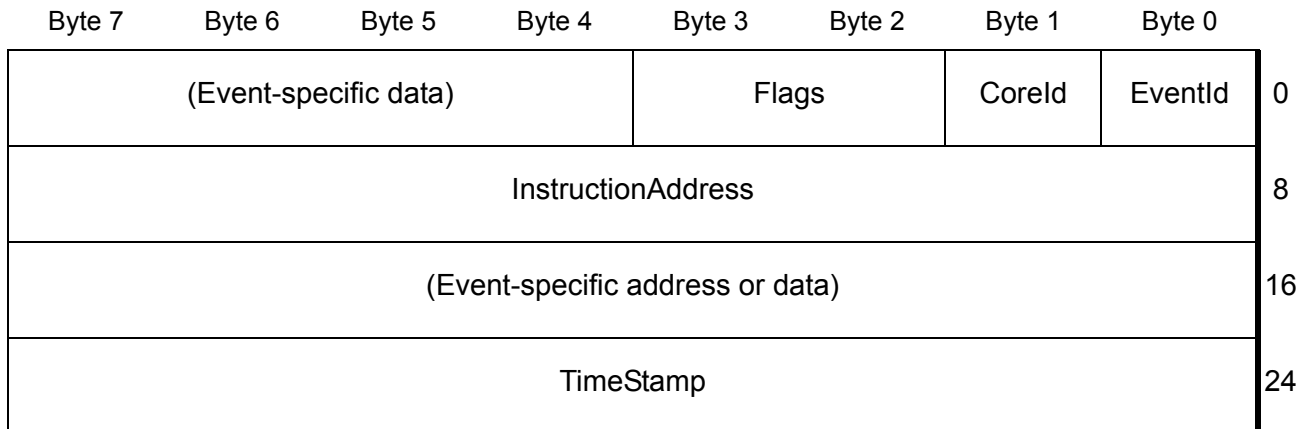 Byte 7 Byte 6 Byte 5 Byte 4 Byte 3 Byte 2 Byte 1 Byte 0
(Event-specific data) Flags CoreId EventId 0
InstructionAddress 8
(Event-specific address or data) 16
TimeStamp 24